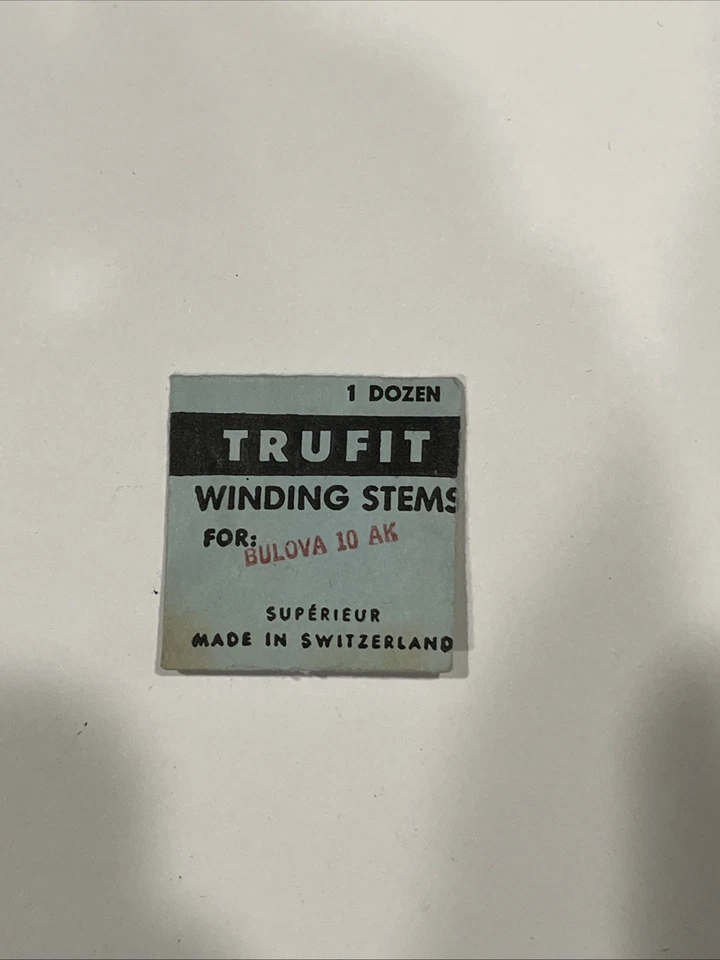 1 DOZEN
TRUFIT
WINDING STEMS
FOR:
BULOVA 10 AK
SUPÉRIEUR
MADE IN SWITZERLAND